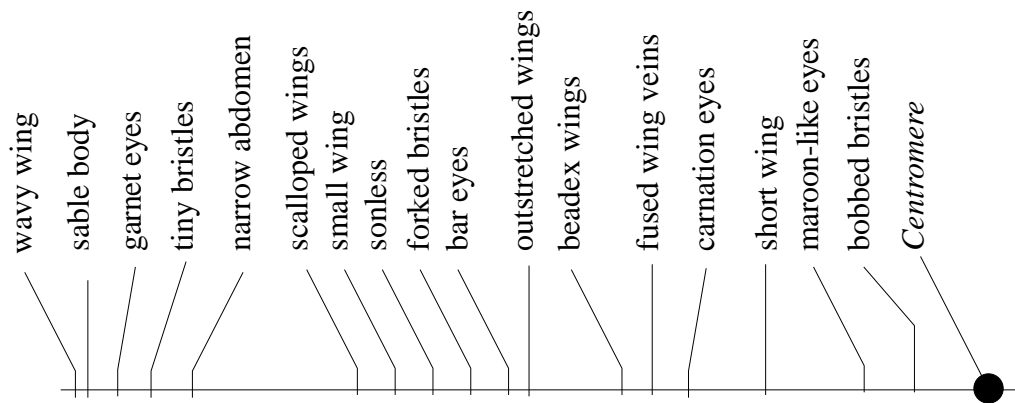 wavy wing
sable body
garnet eyes
tiny bristles
narrow abdomen
scalloped wings
small wing
sonless
forked bristles
bar eyes
outstretched wings
beadex wings
fused wing veins
carnation eyes
short wing
maroon-like eyes
bobbed bristles
Centromere